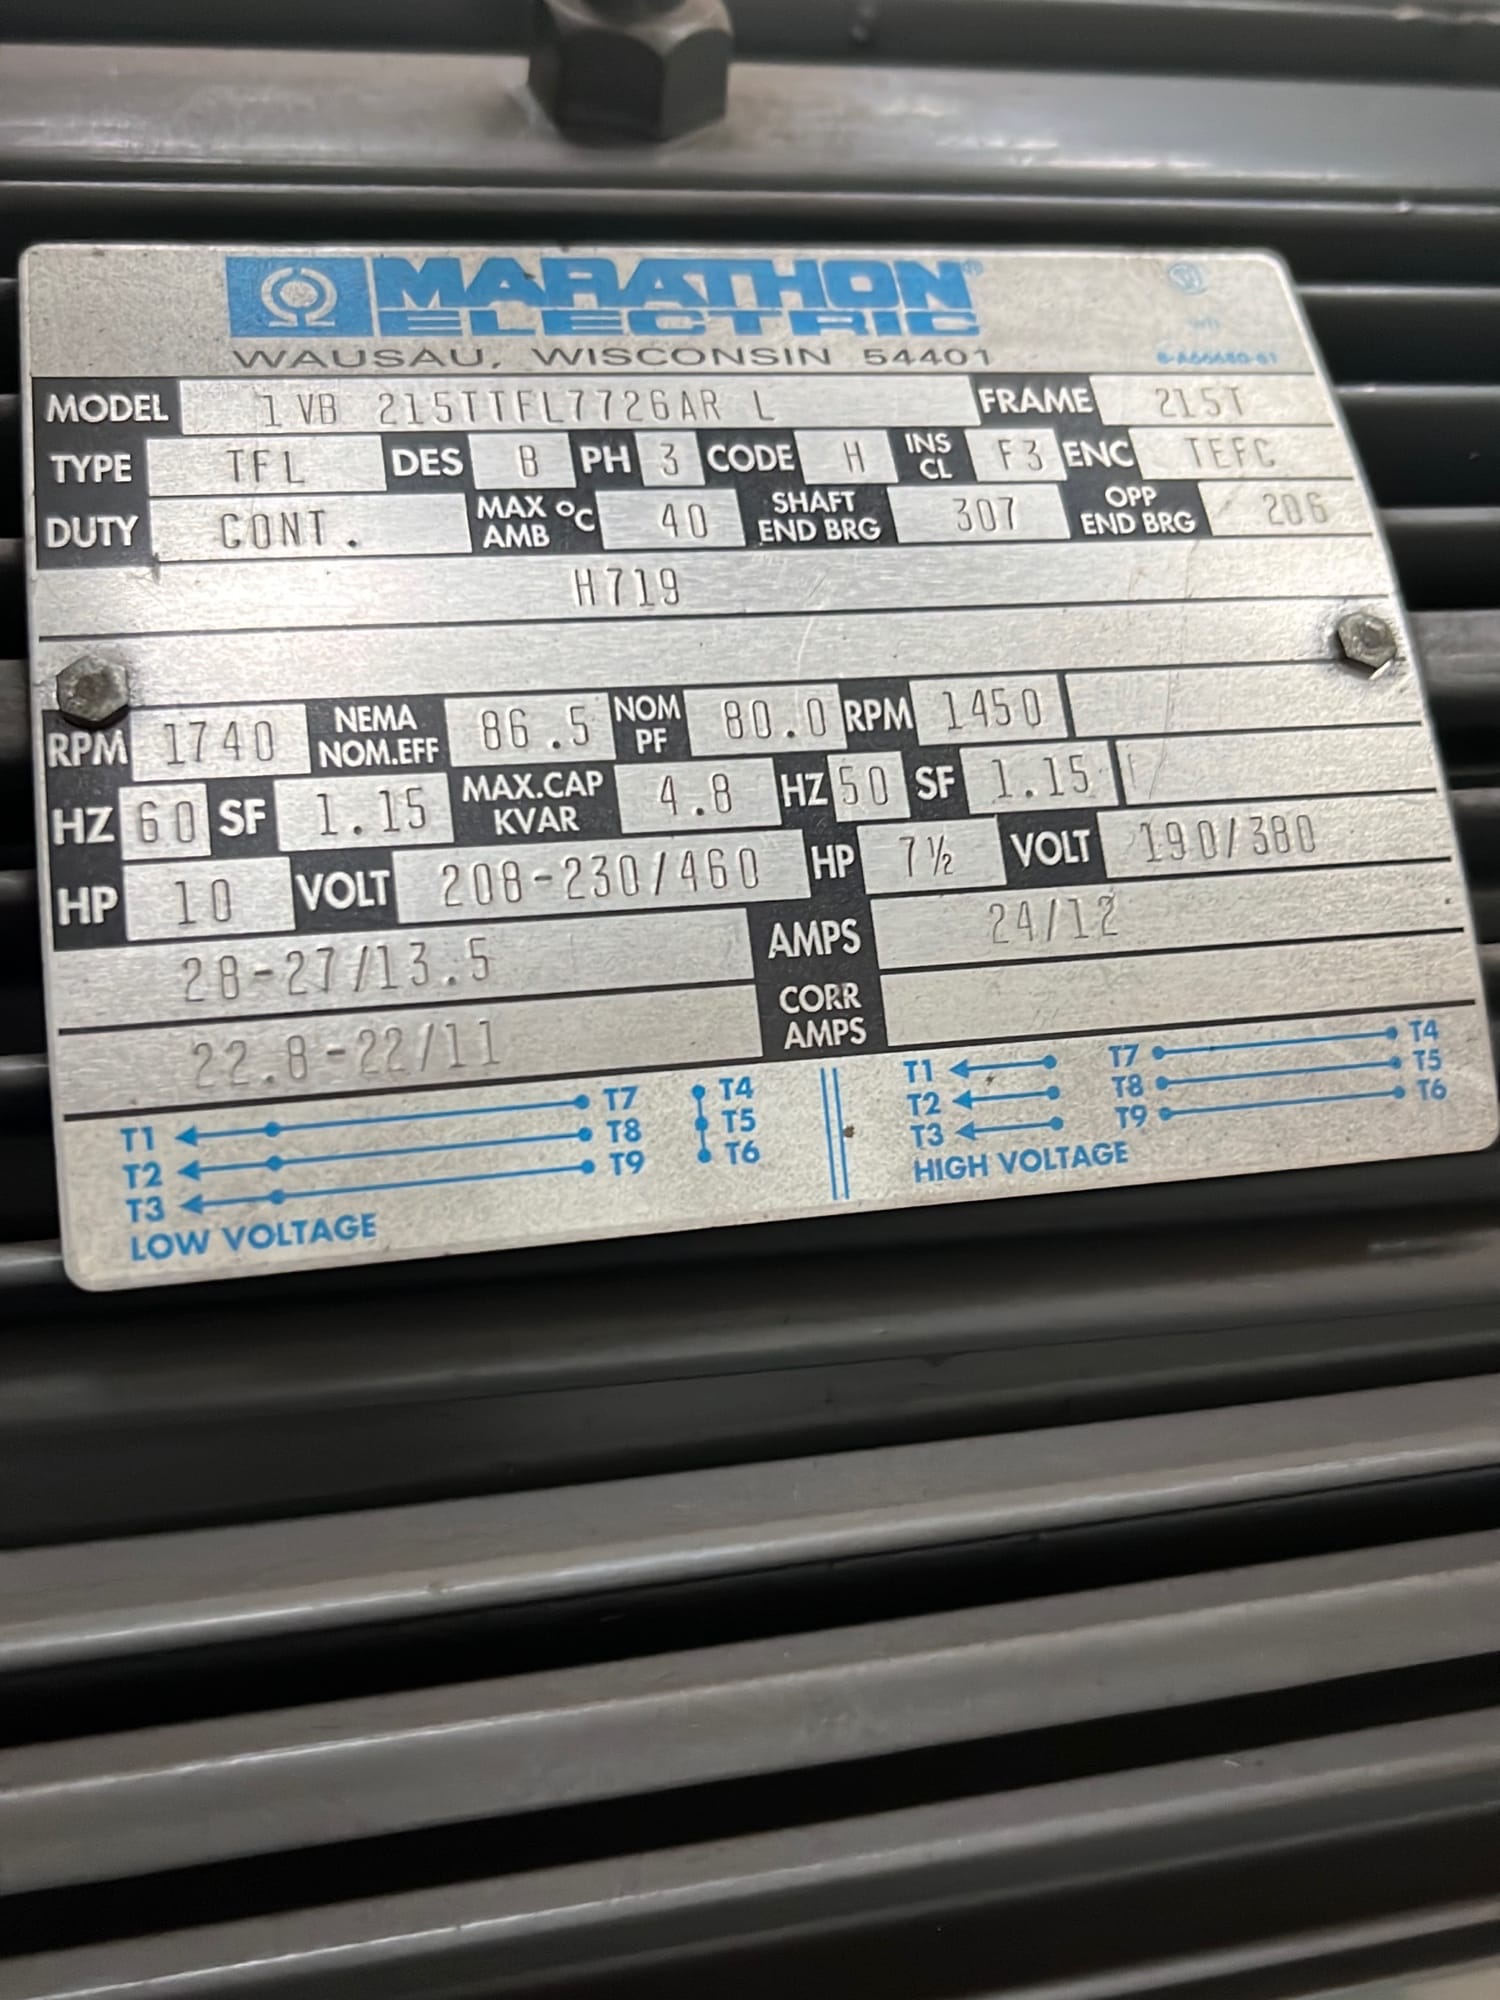 MARATHON®
ELECTRIC
WAUSAU, WISCONSIN 54401
MODEL 1 VB 215TTFL7726AR L FRAME 215T
TYPE TFL DES B PH 3 CODE H INS CL F3 ENC TEFC
DUTY CONT. MAX °C AMB 40 SHAFT END BRG 307 OPP END BRG 206
H719
RPM 1740 NEMA NOM.EFF 86.5 NOM PF 80.0 RPM 1450
HZ 60 SF 1.15 MAX.CAP KVAR 4.8 HZ 50 SF 1.15
HP 10 VOLT 208-230/460 HP 7½ VOLT 190/380
28-27/13.5 AMPS 24/12
22.8-22/11 CORR AMPS
T1 T7 T4 T1 T7 T4
T2 T8 T5 T2 T8 T5
T3 T9 T6 T3 T9 T6
LOW VOLTAGE HIGH VOLTAGE